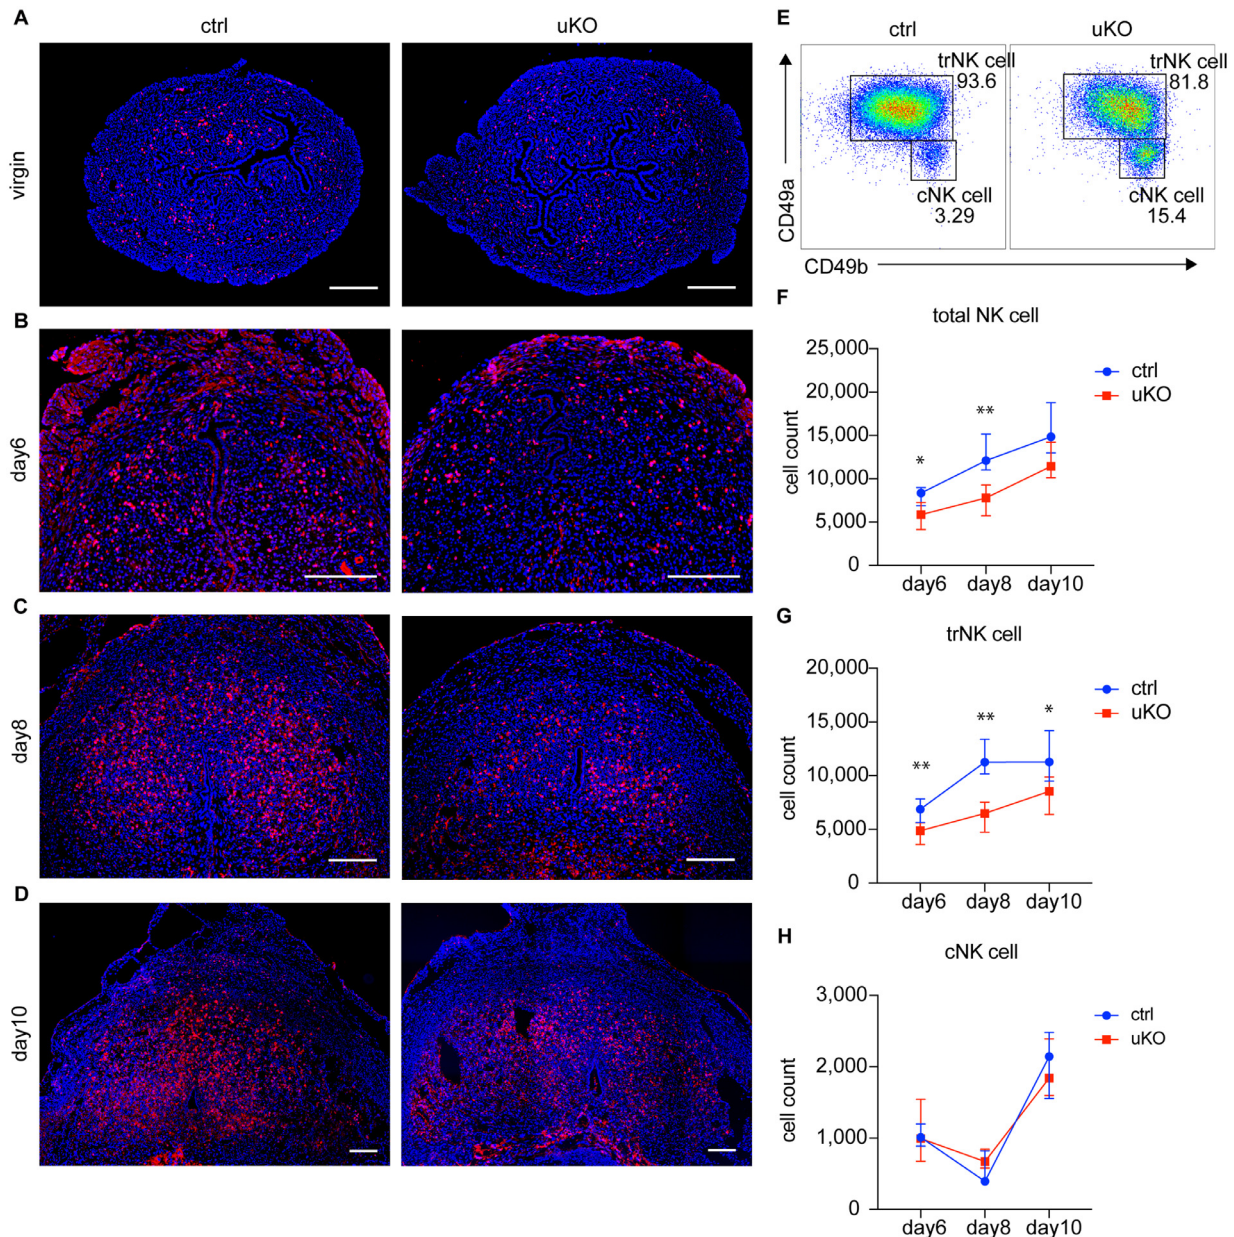 A
ctrl
uKO
virgin
B
day6
C
day8
D
day10
E
ctrl
uKO
trNK cell
93.6
trNK cell
81.8
cNK cell
3.29
cNK cell
15.4
CD49a
CD49b
F
total NK cell
25,000
20,000
15,000
10,000
5,000
0
cell count
*
**
ctrl
uKO
day6 day8 day10
G
trNK cell
20,000
15,000
10,000
5,000
0
cell count
**
**
*
ctrl
uKO
day6 day8 day10
H
cNK cell
3,000
2,000
1,000
0
cell count
ctrl
uKO
day6 day8 day10